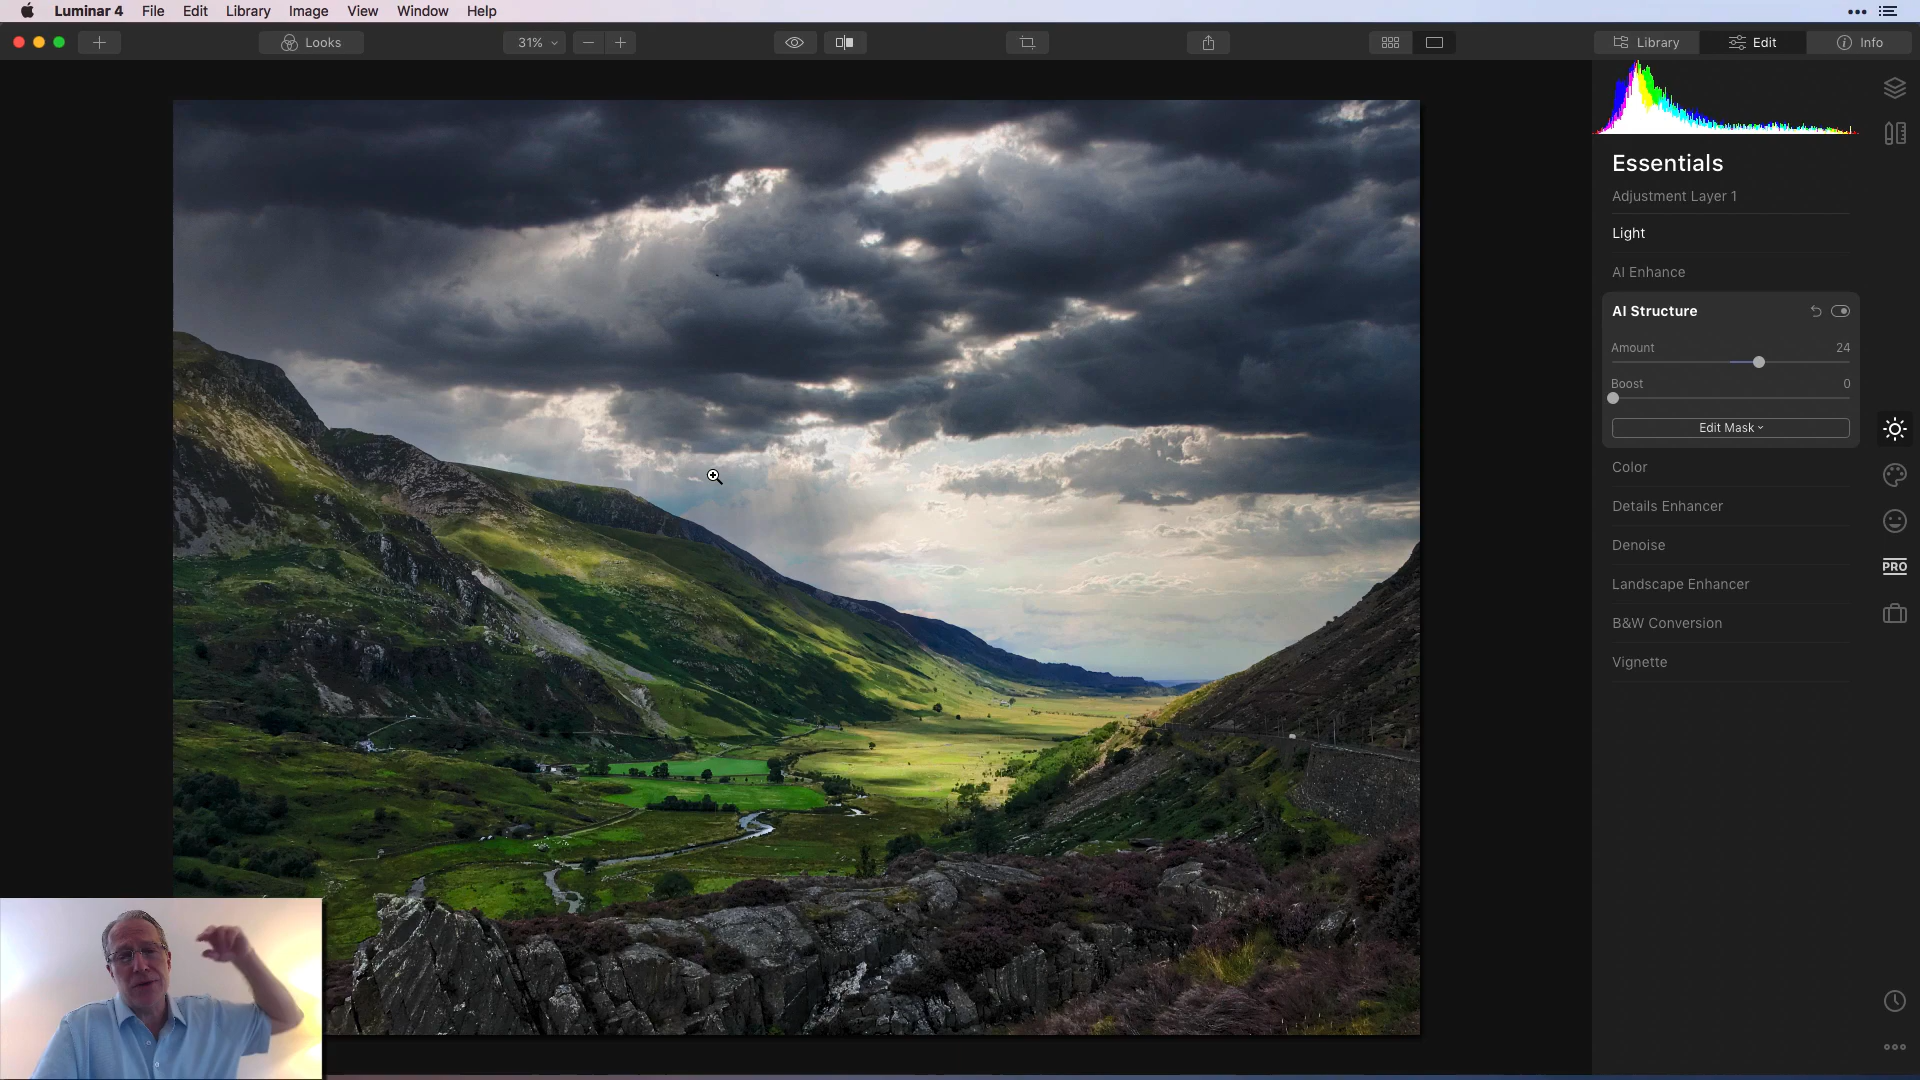 Luminar 4 File Edit Library Image View Window Help
Looks 31% Library Edit Info
Essentials
Adjustment Layer 1
Light
AI Enhance
AI Structure
Amount 24
Boost 0
Edit Mask
Color
Details Enhancer
Denoise
PRO
Landscape Enhancer
B&W Conversion
Vignette